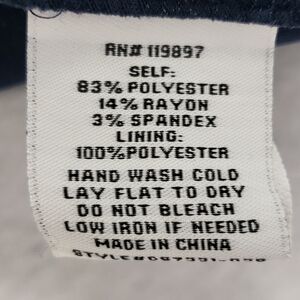 RN# 119897
SELF:
83% POLYESTER
14% RAYON
3% SPANDEX
LINING:
100% POLYESTER
HAND WASH COLD
LAY FLAT TO DRY
DO NOT BLEACH
LOW IRON IF NEEDED
MADE IN CHINA